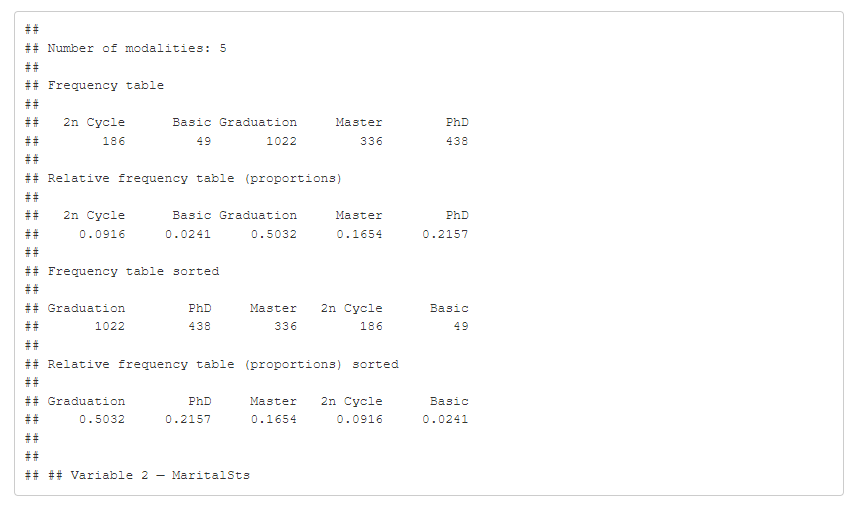 ##
## Number of modalities: 5
##
## Frequency table
##
##   2n Cycle      Basic Graduation     Master        PhD
##        186         49       1022        336        438
##
## Relative frequency table (proportions)
##
##   2n Cycle      Basic Graduation     Master        PhD
##     0.0916     0.0241     0.5032     0.1654     0.2157
##
## Frequency table sorted
##
## Graduation        PhD     Master   2n Cycle      Basic
##       1022        438        336        186         49
##
## Relative frequency table (proportions) sorted
##
## Graduation        PhD     Master   2n Cycle      Basic
##     0.5032     0.2157     0.1654     0.0916     0.0241
##
##
## ## Variable 2 — MaritalSts